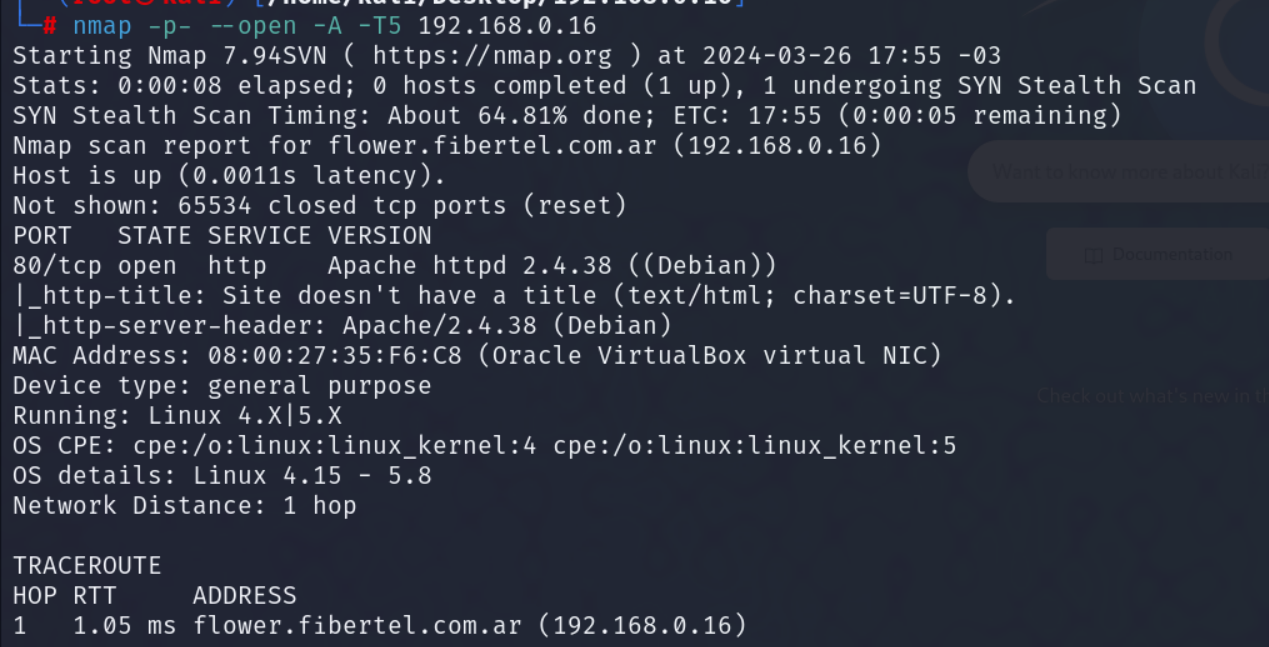 (root㉿kali) [/home/kali/Desktop/192.168.0.16]
# nmap -p- --open -A -T5 192.168.0.16
Starting Nmap 7.94SVN ( https://nmap.org ) at 2024-03-26 17:55 -03
Stats: 0:00:08 elapsed; 0 hosts completed (1 up), 1 undergoing SYN Stealth Scan
SYN Stealth Scan Timing: About 64.81% done; ETC: 17:55 (0:00:05 remaining)
Nmap scan report for flower.fibertel.com.ar (192.168.0.16)
Host is up (0.0011s latency).
Want to know more about Kali
Not shown: 65534 closed tcp ports (reset)
PORT   STATE SERVICE VERSION
Documentation
80/tcp open  http    Apache httpd 2.4.38 ((Debian))
|_http-title: Site doesn't have a title (text/html; charset=UTF-8).
|_http-server-header: Apache/2.4.38 (Debian)
MAC Address: 08:00:27:35:F6:C8 (Oracle VirtualBox virtual NIC)
Device type: general purpose
Check out what's new in
Running: Linux 4.X|5.X
OS CPE: cpe:/o:linux:linux_kernel:4 cpe:/o:linux:linux_kernel:5
OS details: Linux 4.15 - 5.8
Network Distance: 1 hop
TRACEROUTE
HOP RTT     ADDRESS
1   1.05 ms flower.fibertel.com.ar (192.168.0.16)